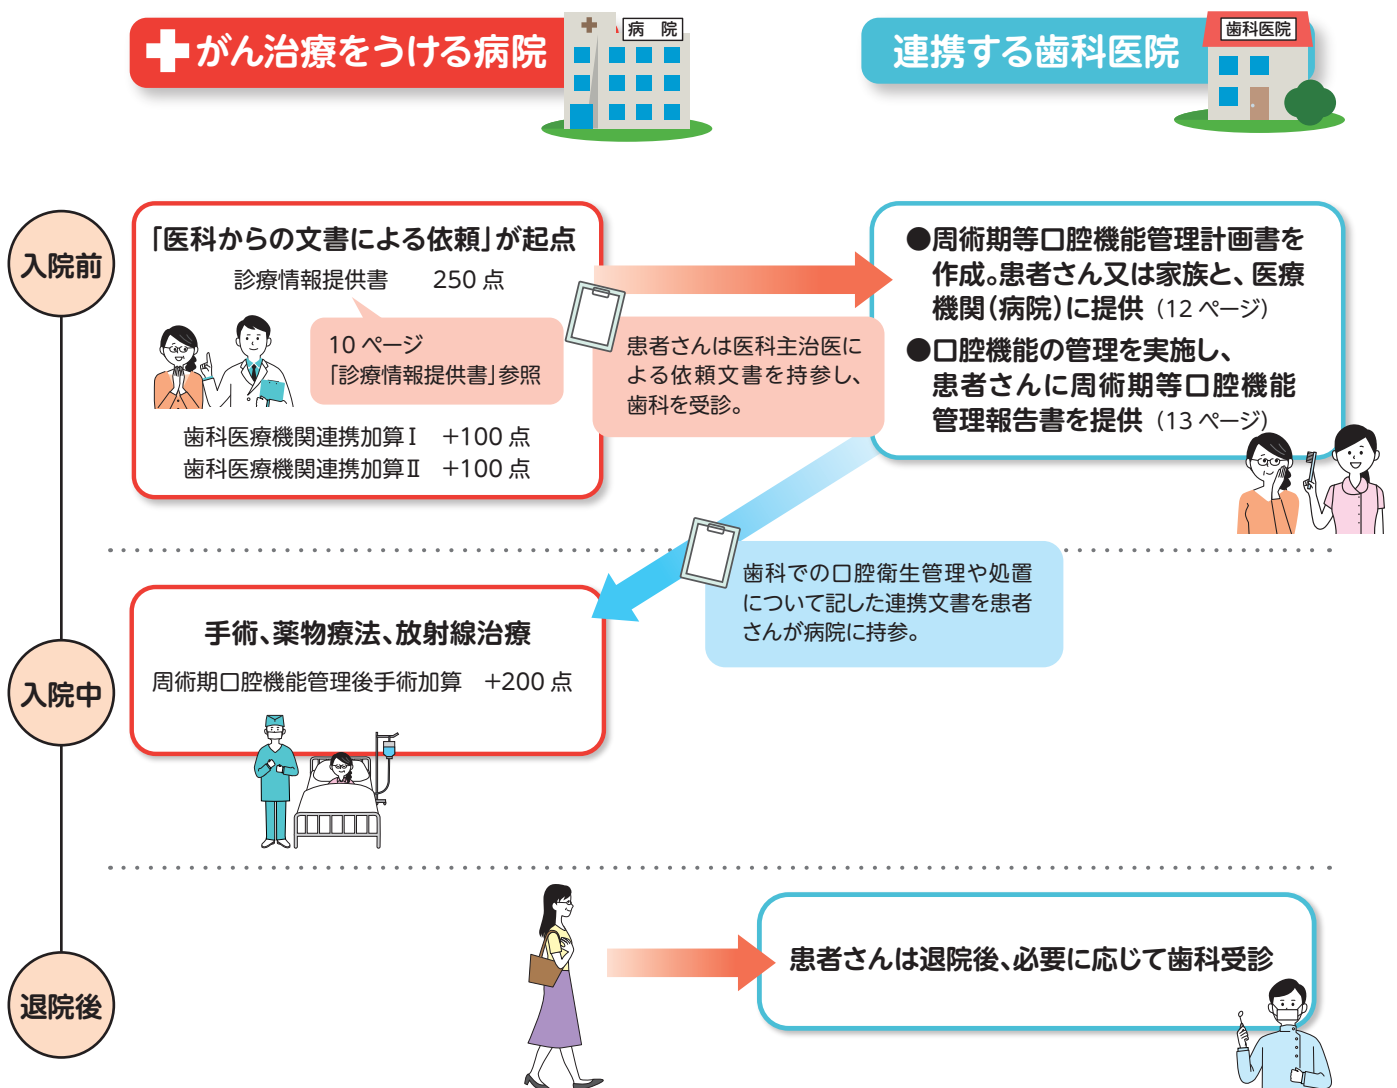 がん治療をうける病院
病 院
連携する歯科医院
歯科医院
入院前
「医科からの文書による依頼」が起点
診療情報提供書 250 点
10 ページ
「診療情報提供書」参照
歯科医療機関連携加算Ⅰ +100 点
歯科医療機関連携加算Ⅱ +100 点
患者さんは医科主治医に
よる依頼文書を持参し、
歯科を受診。
●周術期等口腔機能管理計画書を
作成。患者さん又は家族と、医療
機関(病院)に提供 (12 ページ)
●口腔機能の管理を実施し、
患者さんに周術期等口腔機能
管理報告書を提供 (13 ページ)
歯科での口腔衛生管理や処置
について記した連携文書を患者
さんが病院に持参。
入院中
手術、薬物療法、放射線治療
周術期口腔機能管理後手術加算 +200 点
退院後
患者さんは退院後、必要に応じて歯科受診